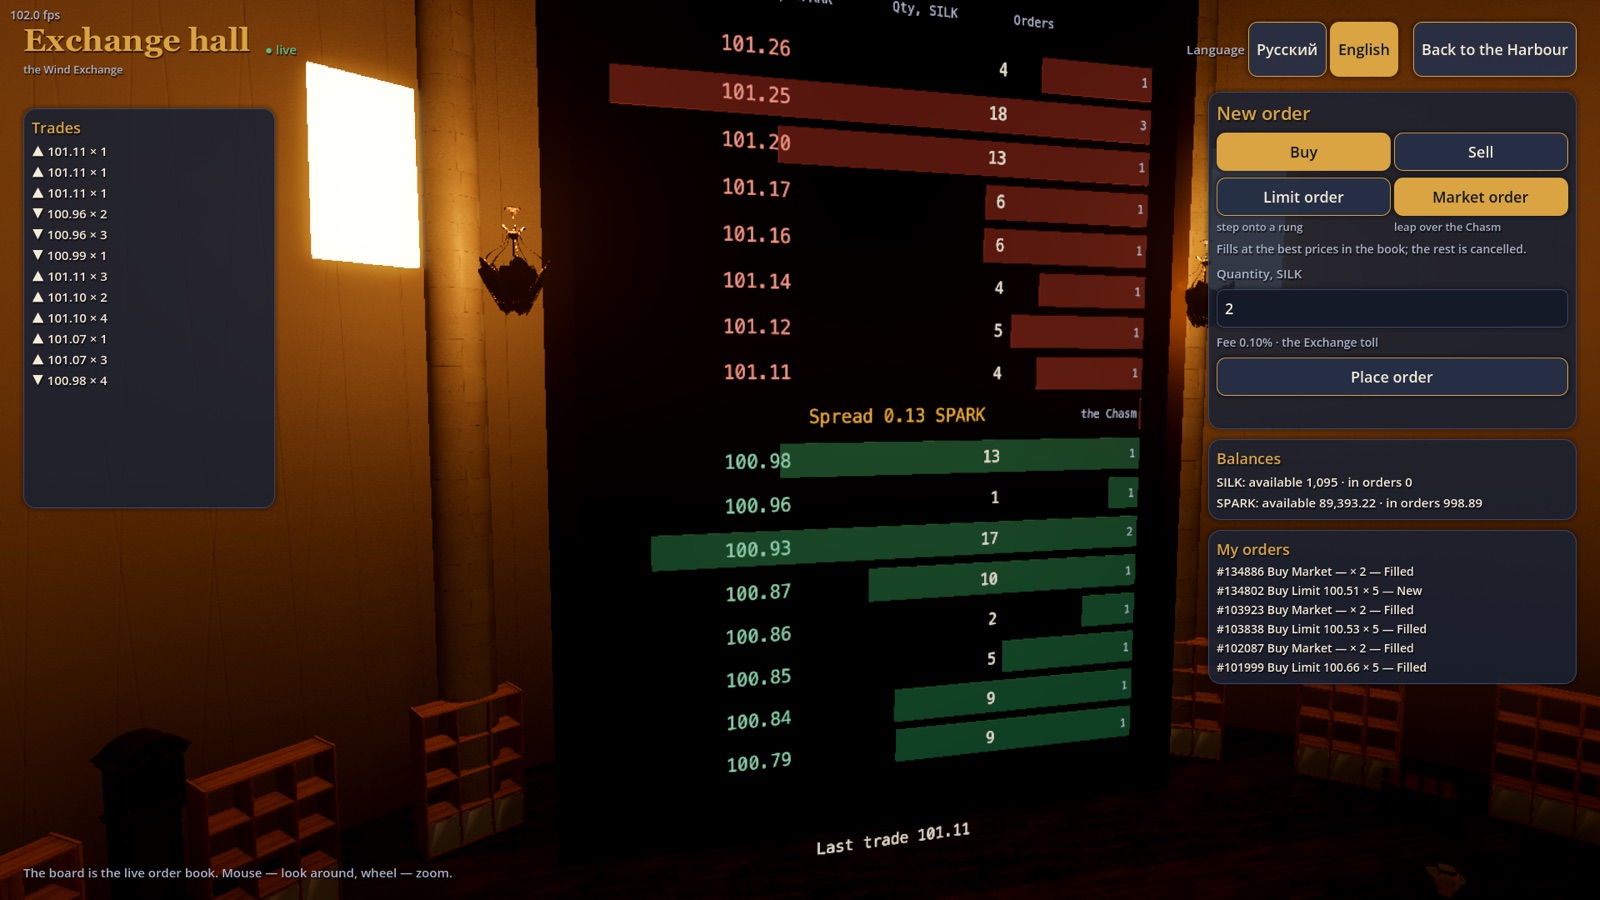 102.0 fps
Exchange hall
• live
the Wind Exchange
Trades
▲ 101.11 × 1
▲ 101.11 × 1
▲ 101.11 × 1
▼ 100.96 × 2
▼ 100.96 × 3
▼ 100.99 × 1
▲ 101.11 × 3
▲ 101.10 × 2
▲ 101.10 × 4
▲ 101.07 × 1
▲ 101.07 × 3
▼ 100.98 × 4
Qty, SILK Orders
101.26 4 1
101.25 18 3
101.20 13 1
101.17 6 1
101.16 6 1
101.14 4 1
101.12 5 1
101.11 4 1
Spread 0.13 SPARK the Chasm
100.98 13 1
100.96 1 1
100.93 17 2
100.87 10 1
100.86 2 1
100.85 5 1
100.84 9 1
100.79 9 1
Last trade 101.11
Language Русский English Back to the Harbour
New order
Buy Sell
Limit order Market order
step onto a rung leap over the Chasm
Fills at the best prices in the book; the rest is cancelled.
Quantity, SILK
2
Fee 0.10% · the Exchange toll
Place order
Balances
SILK: available 1,095 · in orders 0
SPARK: available 89,393.22 · in orders 998.89
My orders
#134886 Buy Market — × 2 — Filled
#134802 Buy Limit 100.51 × 5 — New
#103923 Buy Market — × 2 — Filled
#103838 Buy Limit 100.53 × 5 — Filled
#102087 Buy Market — × 2 — Filled
#101999 Buy Limit 100.66 × 5 — Filled
The board is the live order book. Mouse — look around, wheel — zoom.